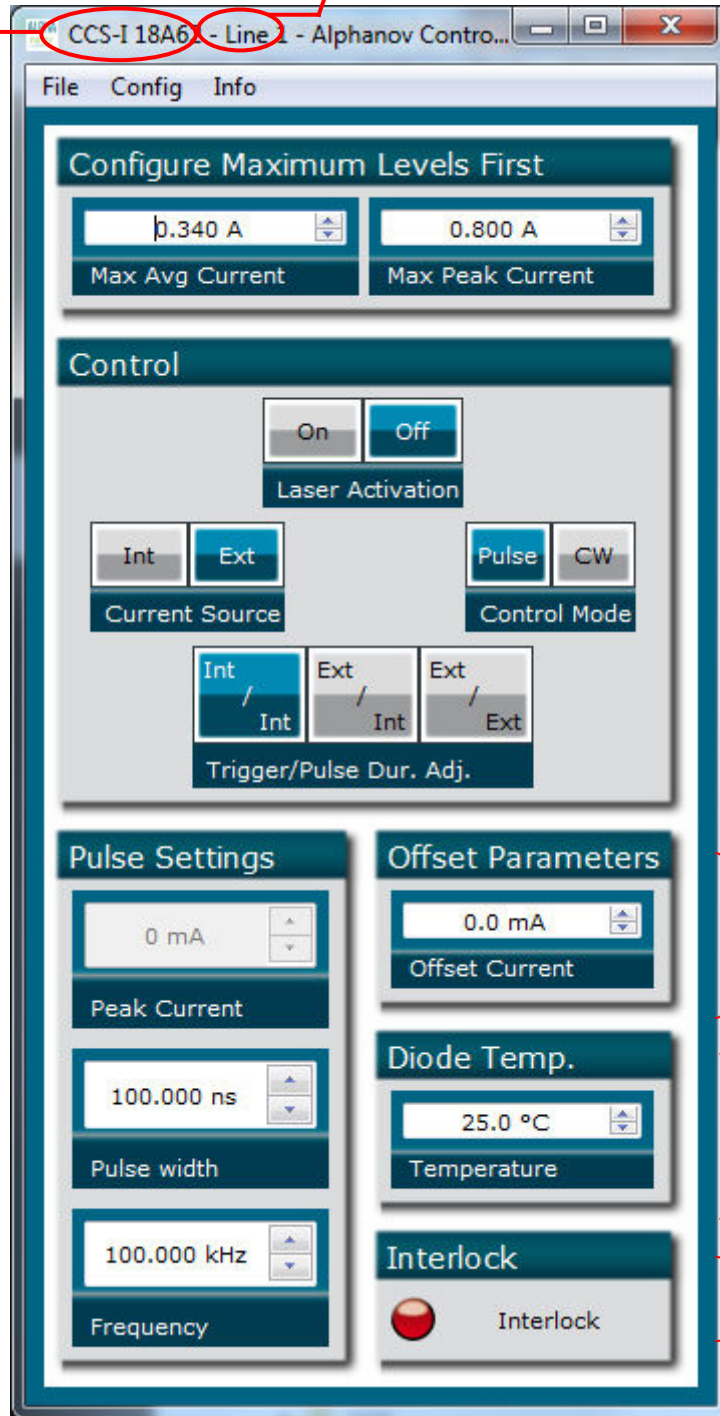 CCS-I 18A61 - Line 1 - Alphanov Contro...
File Config Info
Configure Maximum Levels First
0.340 A
0.800 A
Max Avg Current
Max Peak Current
Control
On Off
Laser Activation
Int Ext
Pulse CW
Current Source
Control Mode
Int / Int
Ext / Int
Ext / Ext
Trigger/Pulse Dur. Adj.
Pulse Settings
0 mA
Peak Current
100.000 ns
Pulse width
100.000 kHz
Frequency
Offset Parameters
0.0 mA
Offset Current
Diode Temp.
25.0 °C
Temperature
Interlock
Interlock